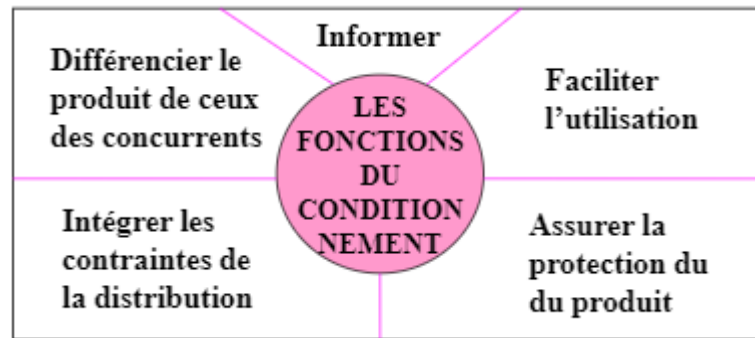 Informer
Différencier le
produit de ceux
des concurrents
Faciliter
l’utilisation
LES
FONCTIONS
DU
CONDITION
NEMENT
Intégrer les
contraintes de
la distribution
Assurer la
protection du
du produit